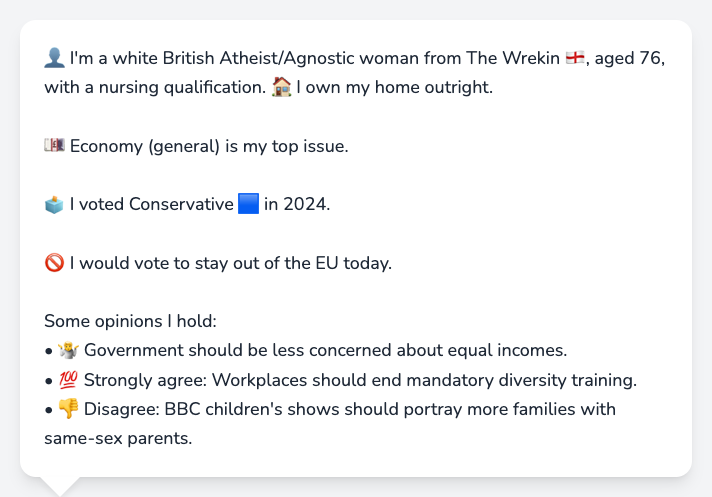 👤 I'm a white British Atheist/Agnostic woman from The Wrekin 🏴󠁧󠁢󠁥󠁮󠁧󠁿, aged 76,
with a nursing qualification. 🏠 I own my home outright.
💷 Economy (general) is my top issue.
🗳️ I voted Conservative 🟦 in 2024.
🚫 I would vote to stay out of the EU today.
Some opinions I hold:
• 🤷 Government should be less concerned about equal incomes.
• 💯 Strongly agree: Workplaces should end mandatory diversity training.
• 👎 Disagree: BBC children's shows should portray more families with
same-sex parents.